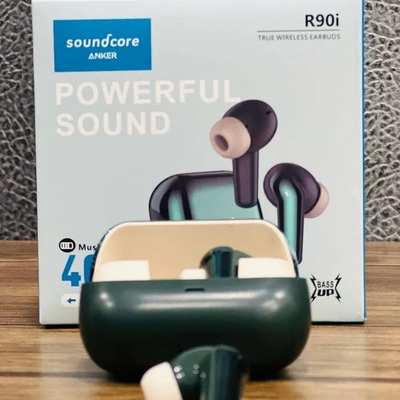 soundcore
ANKER
R90i
TRUE WIRELESS EARBUDS
POWERFUL
SOUND
BASS
UP